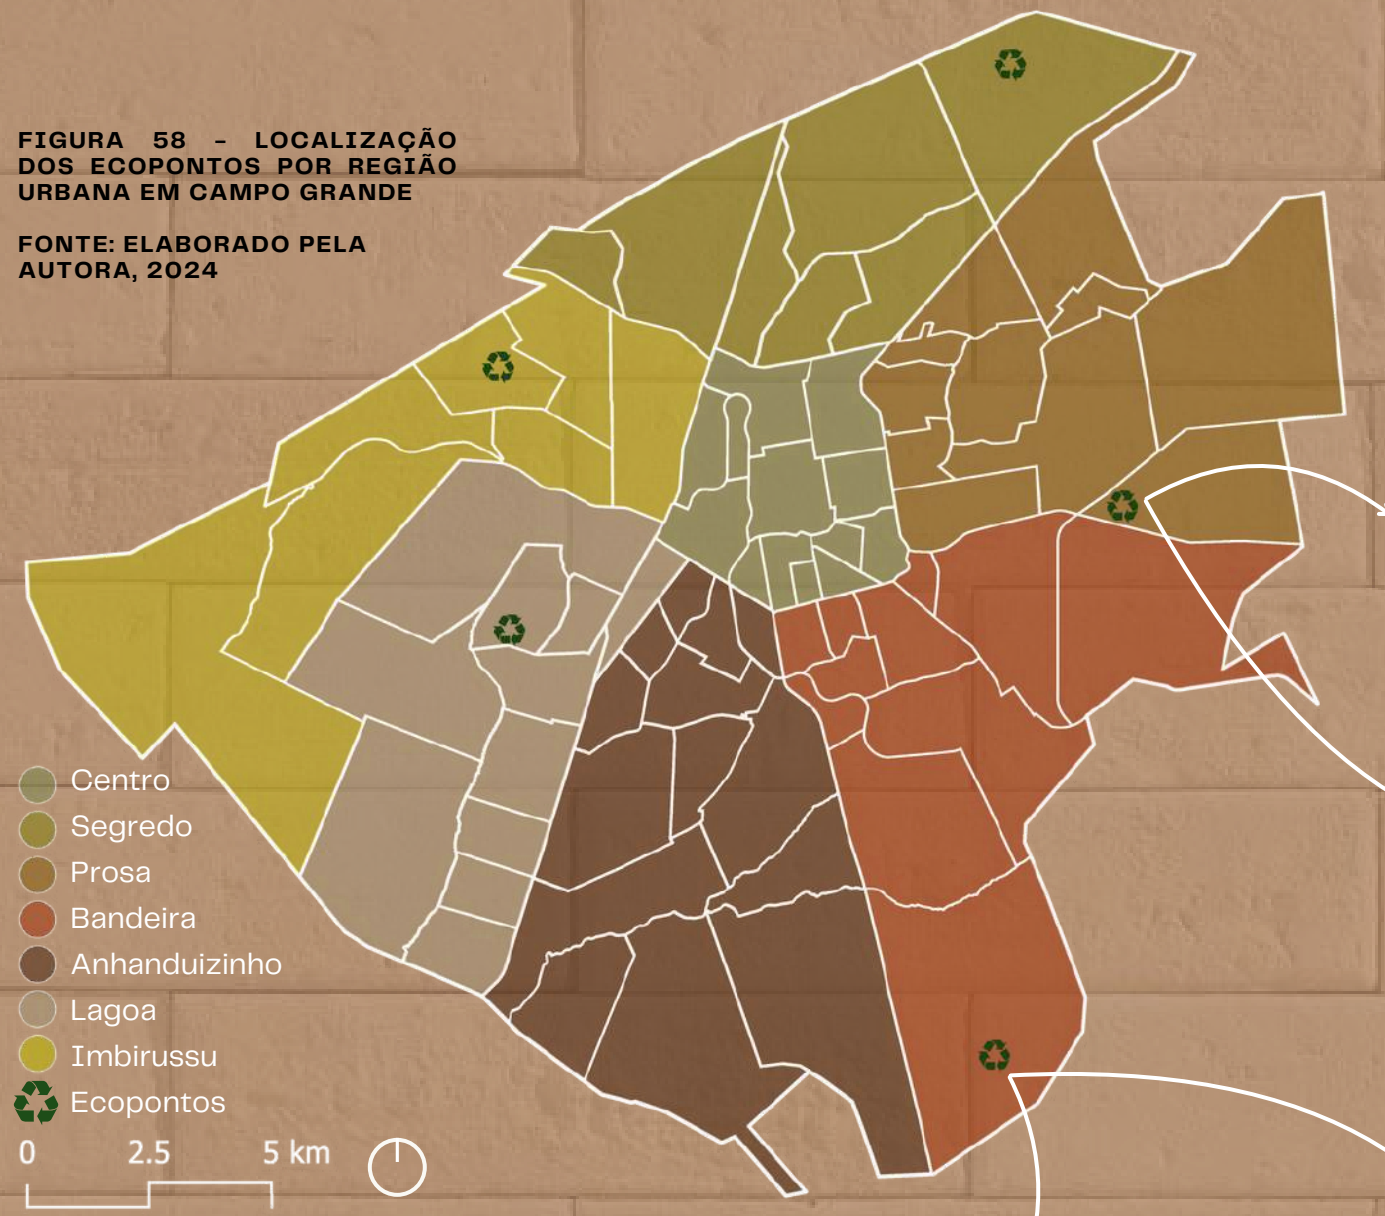 FIGURA 58 - LOCALIZAÇÃO
DOS ECOPONTOS POR REGIÃO
URBANA EM CAMPO GRANDE
FONTE: ELABORADO PELA
AUTORA, 2024
Centro
Segredo
Prosa
Bandeira
Anhanduizinho
Lagoa
Imbirussu
Ecopontos
0 2.5 5 km